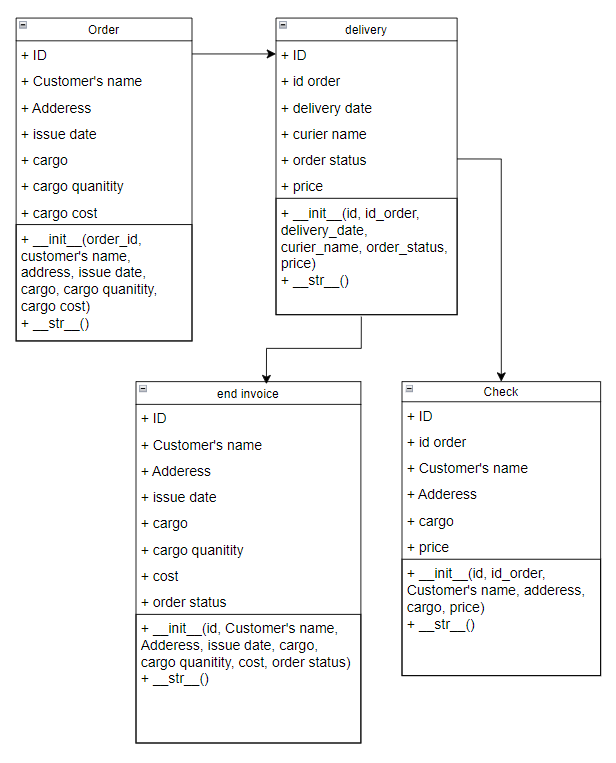 Order
+ ID
+ Customer's name
+ Adderess
+ issue date
+ cargo
+ cargo quanitity
+ cargo cost
+ __init__(order_id,
customer's name,
address, issue date,
cargo, cargo quanitity,
cargo cost)
+ __str__()
delivery
+ ID
+ id order
+ delivery date
+ curier name
+ order status
+ price
+ __init__(id, id_order,
delivery_date,
curier_name, order_status,
price)
+ __str__()
end invoice
+ ID
+ Customer's name
+ Adderess
+ issue date
+ cargo
+ cargo quanitity
+ cost
+ order status
+ __init__(id, Customer's name,
Adderess, issue date, cargo,
cargo quanitity, cost, order status)
+ __str__()
Check
+ ID
+ id order
+ Customer's name
+ Adderess
+ cargo
+ price
+ __init__(id, id_order,
Customer's name, adderess,
cargo, price)
+ __str__()